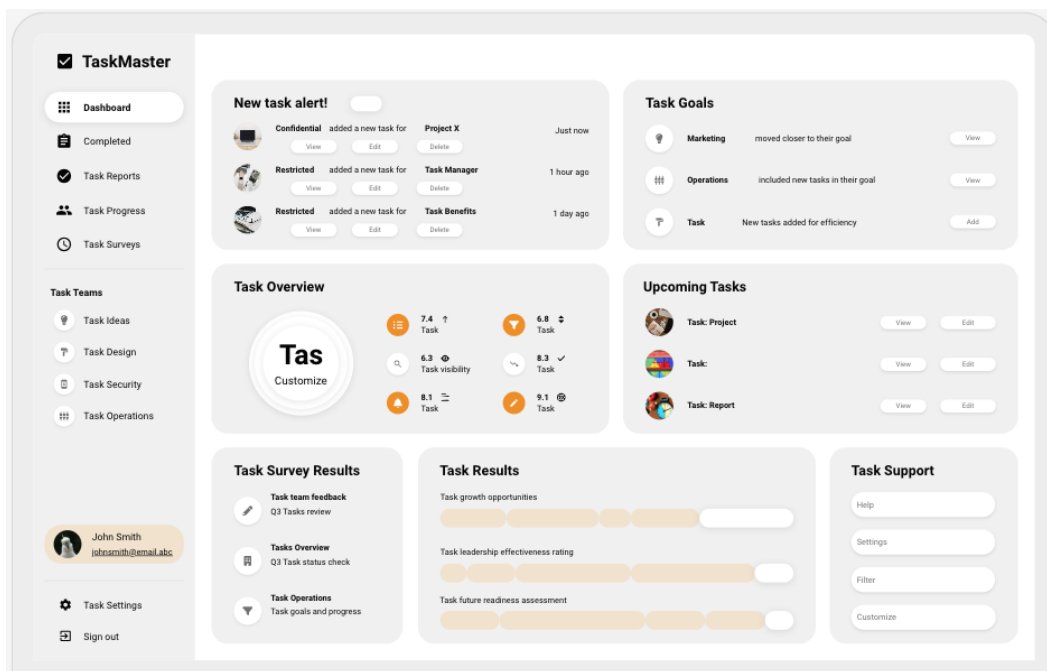 TaskMaster
Dashboard
Completed
Task Reports
Task Progress
Task Surveys
Task Teams
Task Ideas
Task Design
Task Security
Task Operations
John Smith
johnsmith@email.abc
Task Settings
Sign out
New task alert!
Confidential added a new task for Project X Just now
View Edit Delete
Restricted added a new task for Task Manager 1 hour ago
View Edit Delete
Restricted added a new task for Task Benefits 1 day ago
View Edit Delete
Task Goals
Marketing moved closer to their goal View
Operations included new tasks in their goal View
Task New tasks added for efficiency Add
Task Overview
Tas
Customize
7.4
Task
6.8
Task
6.3
Task visibility
8.3
Task
8.1
Task
9.1
Task
Upcoming Tasks
Task: Project View Edit
Task: View Edit
Task: Report View Edit
Task Survey Results
Task team feedback
Q3 Tasks review
Tasks Overview
Q3 Task status check
Task Operations
Task goals and progress
Task Results
Task growth opportunities
Task leadership effectiveness rating
Task future readiness assessment
Task Support
Help
Settings
Filter
Customize